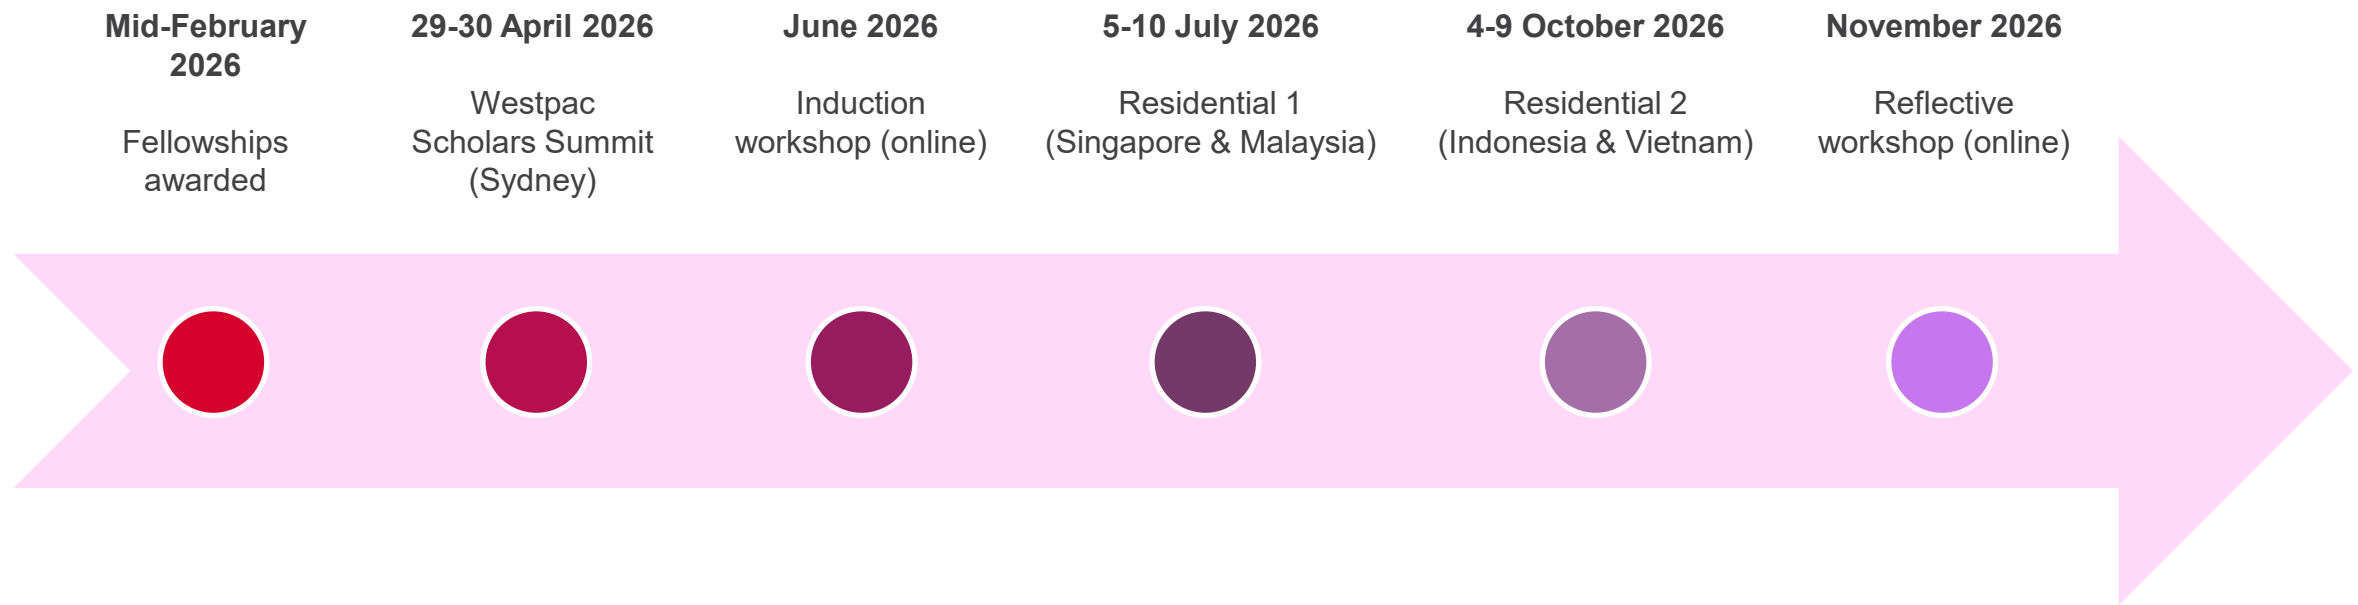 Mid-February
2026
Fellowships
awarded
29-30 April 2026
Westpac
Scholars Summit
(Sydney)
June 2026
Induction
workshop (online)
5-10 July 2026
Residential 1
(Singapore & Malaysia)
4-9 October 2026
Residential 2
(Indonesia & Vietnam)
November 2026
Reflective
workshop (online)